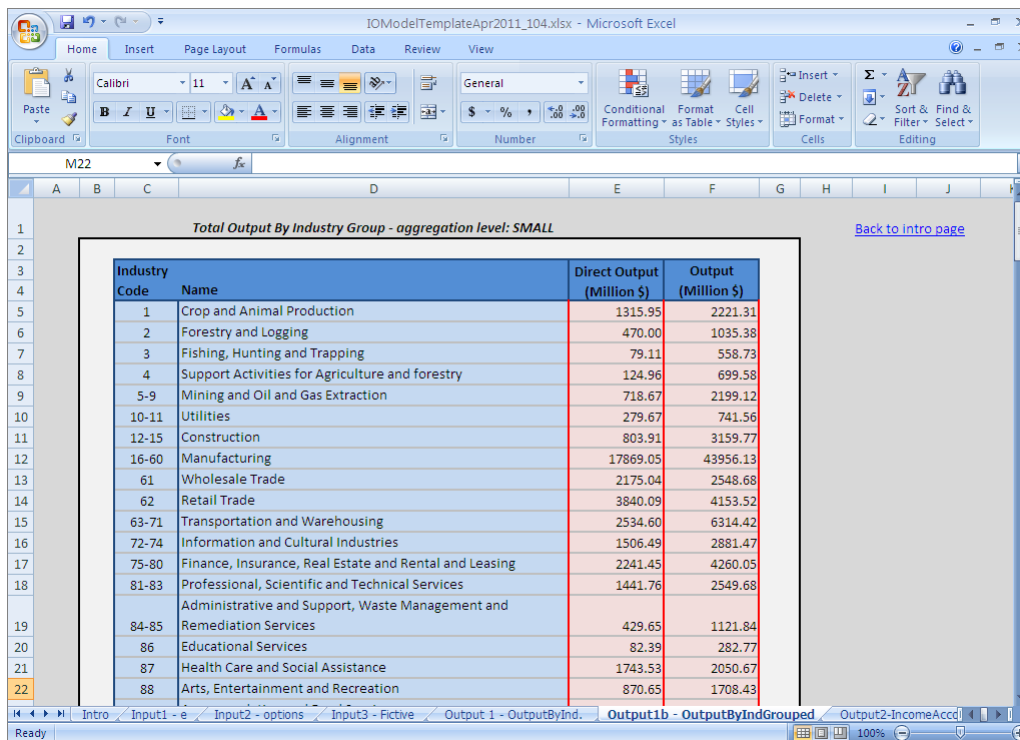 IOModelTemplateApr2011_104.xlsx - Microsoft Excel
Home Insert Page Layout Formulas Data Review View
Paste
Calibri 11 A A
B I U A
General
$ % , .0 .00 .00 .0
Conditional Formatting
Format as Table
Cell Styles
Insert
Delete
Format
Σ
Sort & Filter
Find & Select
Clipboard Font Alignment Number Styles Cells Editing
M22 fx
A B C D E F G H I J
1 Total Output By Industry Group - aggregation level: SMALL Back to intro page
2
3 Industry Direct Output Output
4 Code Name (Million $) (Million $)
5 1 Crop and Animal Production 1315.95 2221.31
6 2 Forestry and Logging 470.00 1035.38
7 3 Fishing, Hunting and Trapping 79.11 558.73
8 4 Support Activities for Agriculture and forestry 124.96 699.58
9 5-9 Mining and Oil and Gas Extraction 718.67 2199.12
10 10-11 Utilities 279.67 741.56
11 12-15 Construction 803.91 3159.77
12 16-60 Manufacturing 17869.05 43956.13
13 61 Wholesale Trade 2175.04 2548.68
14 62 Retail Trade 3840.09 4153.52
15 63-71 Transportation and Warehousing 2534.60 6314.42
16 72-74 Information and Cultural Industries 1506.49 2881.47
17 75-80 Finance, Insurance, Real Estate and Rental and Leasing 2241.45 4260.05
18 81-83 Professional, Scientific and Technical Services 1441.76 2549.68
Administrative and Support, Waste Management and
19 84-85 Remediation Services 429.65 1121.84
20 86 Educational Services 82.39 282.77
21 87 Health Care and Social Assistance 1743.53 2050.67
22 88 Arts, Entertainment and Recreation 870.65 1708.43
Intro Input1 - e Input2 - options Input3 - Fictive Output 1 - OutputByInd. Output1b - OutputByIndGrouped Output2-IncomeAcco
Ready 100%